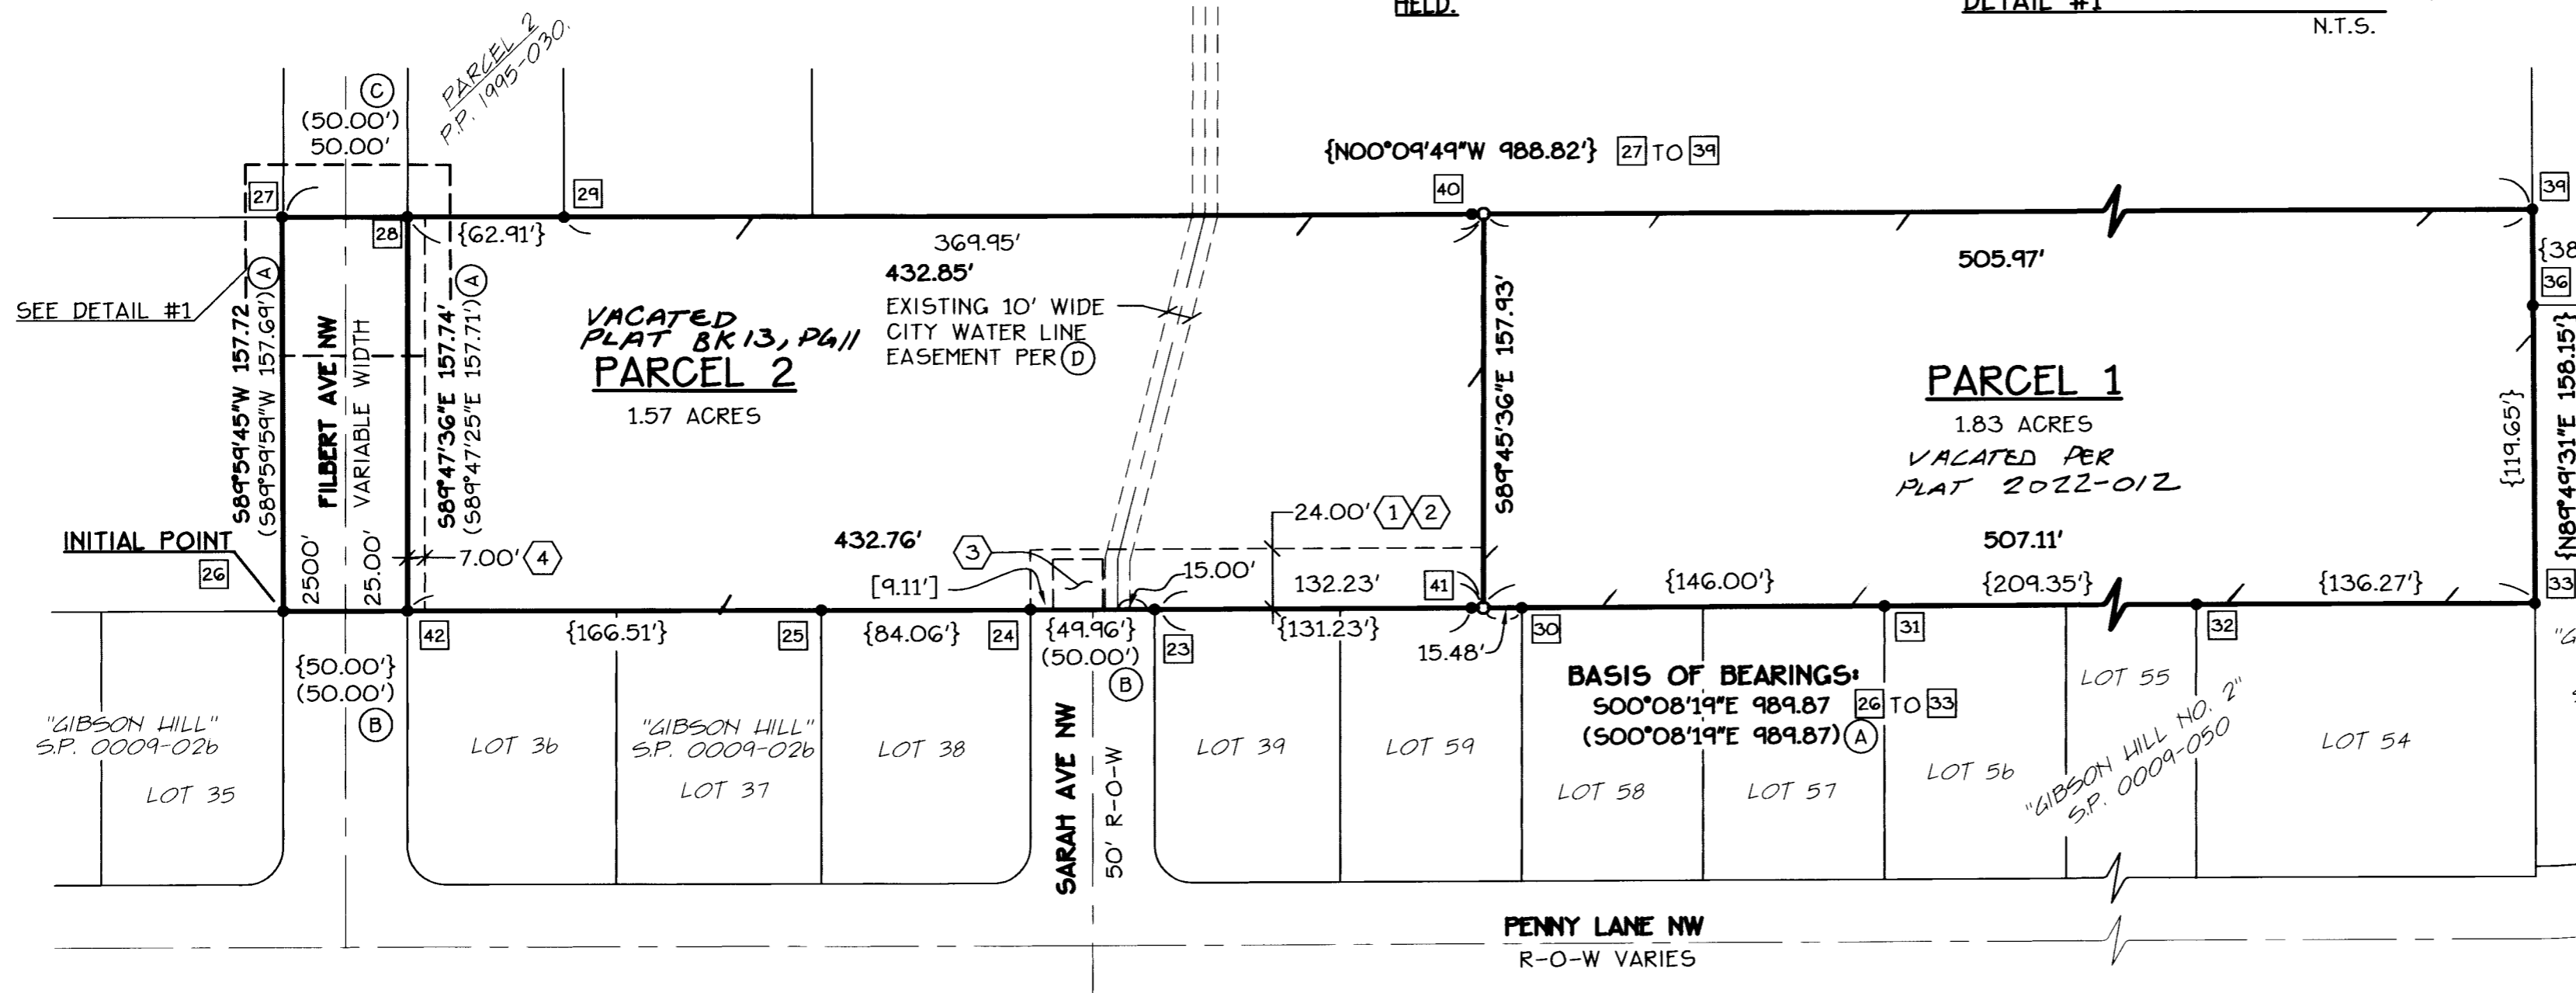 HELD.
DETAIL #1
N.T.S.
PARCEL 2
P.P. 1995-030.
C
(50.00')
50.00'
{N00°09'49"W 988.82'} 27 TO 39
27
28
29
40
39
{62.91'}
369.95'
432.85'
505.97'
{38
36
SEE DETAIL #1
S89°59'45"W 157.72
(S89°59'59"W 157.69') A
FILBERT AVE NW
VARIABLE WIDTH
S89°47'36"E 157.74'
(S89°47'25"E 157.71') A
VACATED
PLAT BK 13, PG 11
PARCEL 2
1.57 ACRES
EXISTING 10' WIDE
CITY WATER LINE
EASEMENT PER D
S89°45'36"E 157.93'
PARCEL 1
1.83 ACRES
VACATED PER
PLAT 2022-012
{119.65'}
{N89°49'31"E 158.15'}
INITIAL POINT
26
2500'
25.00'
7.00' 4
432.76'
3
[9.11']
15.00'
24.00' 1 2
132.23'
41
507.11'
{146.00'}
{209.35'}
{136.27'}
33
42
{166.51'}
25
{84.06'}
24
{49.96'}
(50.00')
B
23
{131.23'}
15.48'
30
31
32
{50.00'}
(50.00')
B
BASIS OF BEARINGS:
S00°08'19"E 989.87 26 TO 33
(S00°08'19"E 989.87) A
"GIBSON HILL"
S.P. 0009-026
LOT 35
LOT 36
"GIBSON HILL"
S.P. 0009-026
LOT 37
LOT 38
SARAH AVE NW
50' R-O-W
LOT 39
LOT 59
LOT 58
LOT 57
LOT 56
LOT 55
"GIBSON HILL NO. 2"
S.P. 0009-050
LOT 54
"G
PENNY LANE NW
R-O-W VARIES